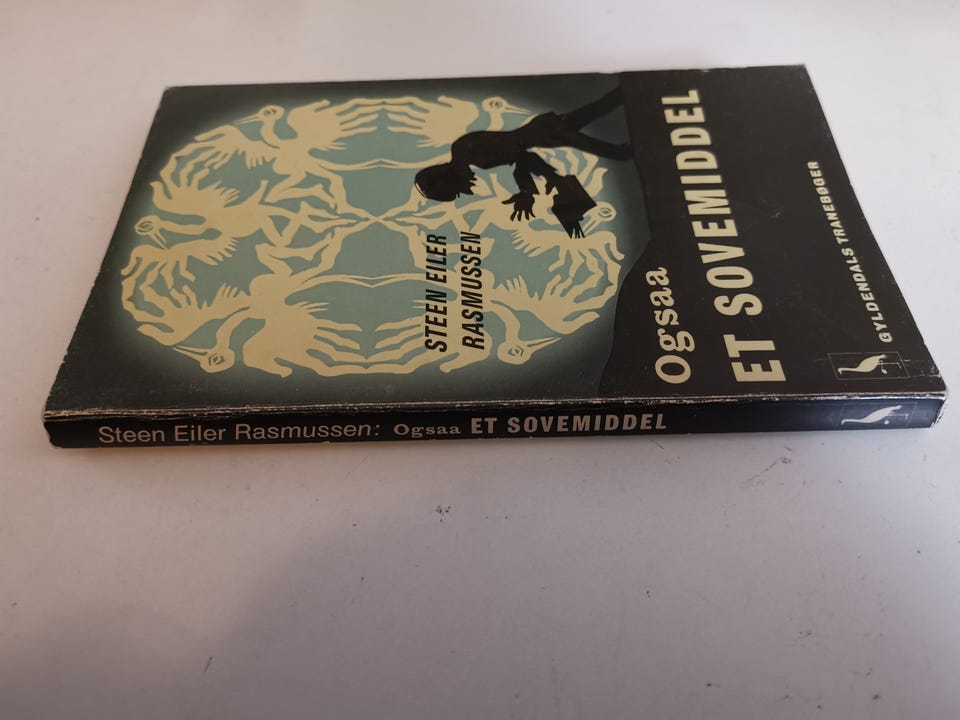 STEEN EILER
RASMUSSEN
Ogsaa
ET SOVEMIDDEL
GYLDENDALS TRANEBØGER
Steen Eiler Rasmussen: Ogsaa ET SOVEMIDDEL